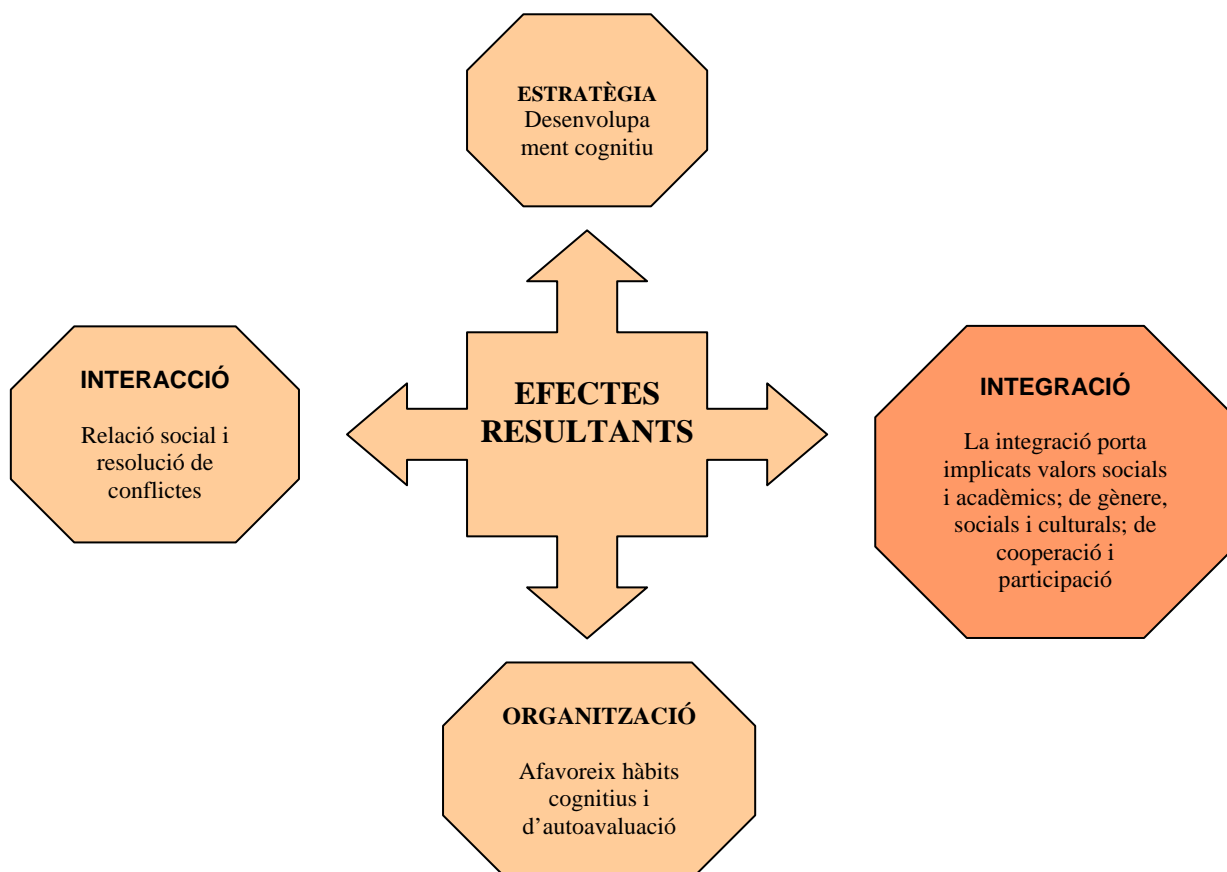 ESTRATÈGIA
Desenvolupa
ment cognitiu
INTERACCIÓ
Relació social i
resolució de
conflictes
EFECTES
RESULTANTS
INTEGRACIÓ
La integració porta
implicats valors socials
i acadèmics; de gènere,
socials i culturals; de
cooperació i
participació
ORGANITZACIÓ
Afavoreix hàbits
cognitius i
d’autoavaluació